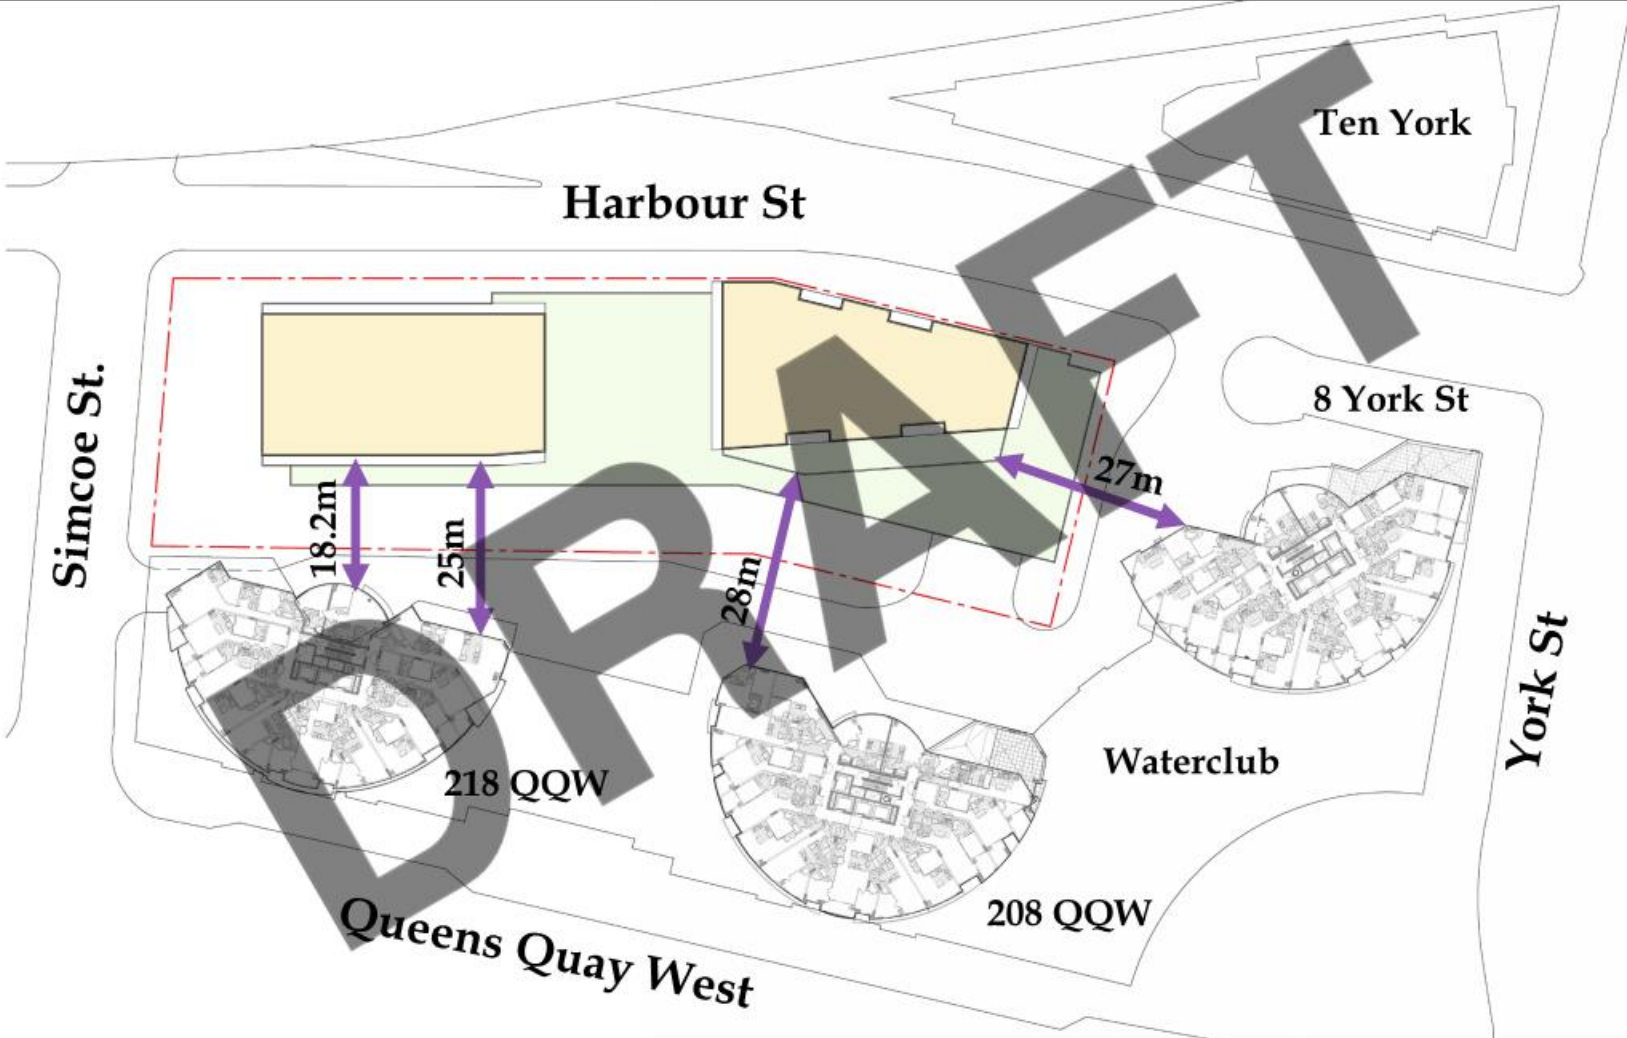 Ten York
Harbour St
8 York St
Simcoe St.
27m
18.2m
25m
28m
York St
Waterclub
218 QQW
208 QQW
Queens Quay West
DRAFT